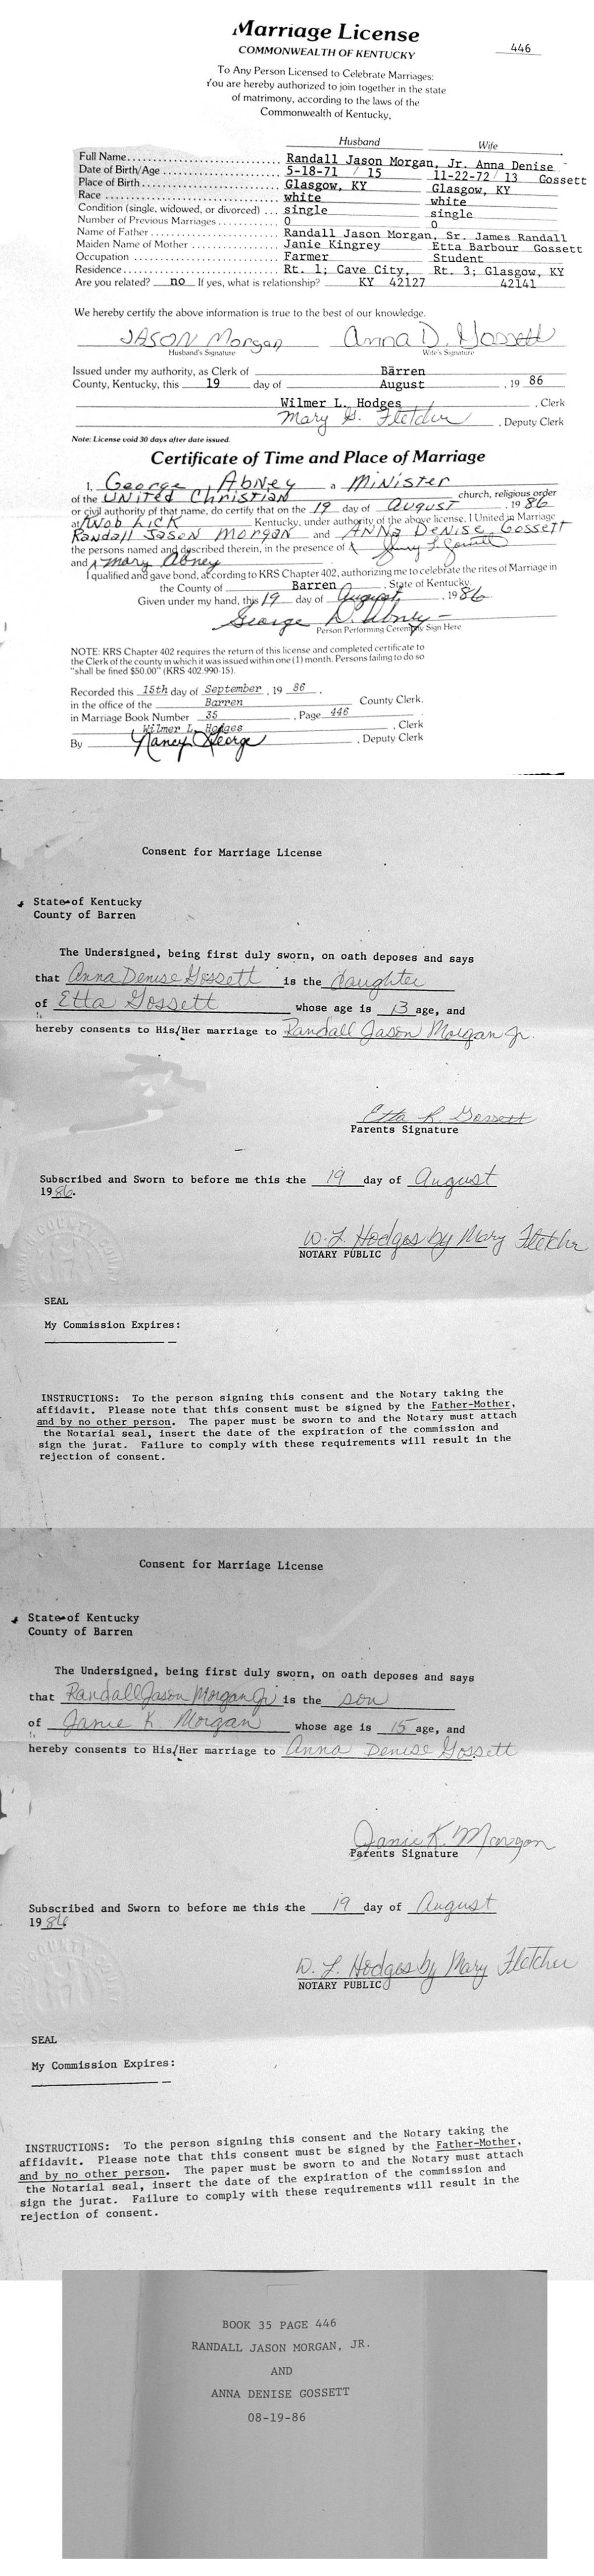 Marriage License
COMMONWEALTH OF KENTUCKY
446
To Any Person Licensed to Celebrate Marriages:
You are hereby authorized to join together in the state
of matrimony, according to the laws of the
Commonwealth of Kentucky,
Husband Wife
Full Name Randall Jason Morgan, Jr. Anna Denise
Date of Birth/Age 5-18-71 / 15 11-22-72 / 13 Gossett
Place of Birth Glasgow, KY Glasgow, KY
Race white white
Condition (single, widowed, or divorced) single single
Number of Previous Marriages 0 0
Name of Father Randall Jason Morgan, Sr. James Randall
Maiden Name of Mother Janie Kingrey Etta Barbour Gossett
Occupation Farmer Student
Residence Rt. 1; Cave City, Rt. 3; Glasgow, KY
Are you related? no If yes, what is relationship? KY 42127 42141
We hereby certify the above information is true to the best of our knowledge.
JASON Morgan Anna D. Gossett
Husband's Signature Wife's Signature
Issued under my authority, as Clerk of Barren
County, Kentucky, this 19 day of August , 19 86
Wilmer L. Hodges , Clerk
Mary G. Fletcher , Deputy Clerk
Note: License void 30 days after date issued.
Certificate of Time and Place of Marriage
I, George Abney a Minister
of the UNITED Christian church, religious order
or civil authority of that name, do certify that on the 19 day of August , 1986
at Knob Lick Kentucky, under authority of the above license, I United in Marriage
Randall Jason Morgan and ANNA Denise Gossett
the persons named and described therein, in the presence of
and Mary Abney
I qualified and gave bond, according to KRS Chapter 402, authorizing me to celebrate the rites of Marriage in
the County of Barren , State of Kentucky.
Given under my hand, this 19 day of August , 1986
George D. Abney
Person Performing Ceremony Sign Here
NOTE: KRS Chapter 402 requires the return of this license and completed certificate to
the Clerk of the county in which it was issued within one (1) month. Persons failing to do so
"shall be fined $50.00" (KRS 402.990-15).
Recorded this 15th day of September , 19 86 .
in the office of the Barren County Clerk.
in Marriage Book Number 35 , Page 446
Wilmer L. Hodges , Clerk
By Nancy George , Deputy Clerk
Consent for Marriage License
State of Kentucky
County of Barren
The Undersigned, being first duly sworn, on oath deposes and says
that Anna Denise Gossett is the daughter
of Etta Gossett whose age is 13 age, and
hereby consents to His/Her marriage to Randall Jason Morgan Jr.
Etta R. Gossett
Parents Signature
Subscribed and Sworn to before me this the 19 day of August
1986.
W. L. Hodges by Mary Fletcher
NOTARY PUBLIC
SEAL
My Commission Expires:
INSTRUCTIONS: To the person signing this consent and the Notary taking the
affidavit. Please note that this consent must be signed by the Father-Mother,
and by no other person. The paper must be sworn to and the Notary must attach
the Notarial seal, insert the date of the expiration of the commission and
sign the jurat. Failure to comply with these requirements will result in the
rejection of consent.
Consent for Marriage License
State of Kentucky
County of Barren
The Undersigned, being first duly sworn, on oath deposes and says
that Randall Jason Morgan Jr is the son
of Janie K Morgan whose age is 15 age, and
hereby consents to His/Her marriage to Anna Denise Gossett
Janie K. Morgan
Parents Signature
Subscribed and Sworn to before me this the 19 day of August
1986
W. L. Hodges by Mary Fletcher
NOTARY PUBLIC
SEAL
My Commission Expires:
INSTRUCTIONS: To the person signing this consent and the Notary taking the
affidavit. Please note that this consent must be signed by the Father-Mother,
and by no other person. The paper must be sworn to and the Notary must attach
the Notarial seal, insert the date of the expiration of the commission and
sign the jurat. Failure to comply with these requirements will result in the
rejection of consent.
BOOK 35 PAGE 446
RANDALL JASON MORGAN, JR.
AND
ANNA DENISE GOSSETT
08-19-86